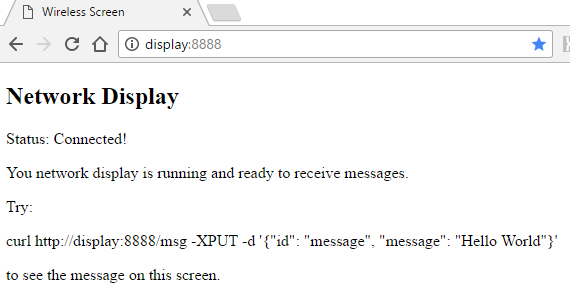 Wireless Screen
display:8888
Network Display
Status: Connected!
You network display is running and ready to receive messages.
Try:
curl http://display:8888/msg -XPUT -d '{"id": "message", "message": "Hello World"}'
to see the message on this screen.